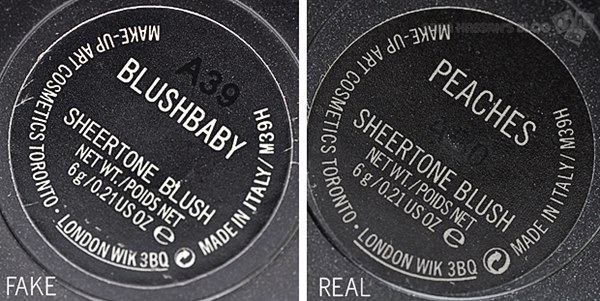 MAKE-UP ART COSMETICS TORONTO · LONDON WIK 3BQ
MADE IN ITALY/M39H
A39
BLUSHBABY
SHEERTONE BLUSH
NET WT./POIDS NET
6 g/0.21 US OZ e
FAKE
MAKE-UP ART COSMETICS TORONTO · LONDON WIK 3BQ
MADE IN ITALY/M39H
PEACHES
SHEERTONE BLUSH
NET WT./POIDS NET
6 g/0.21 US OZ e
REAL